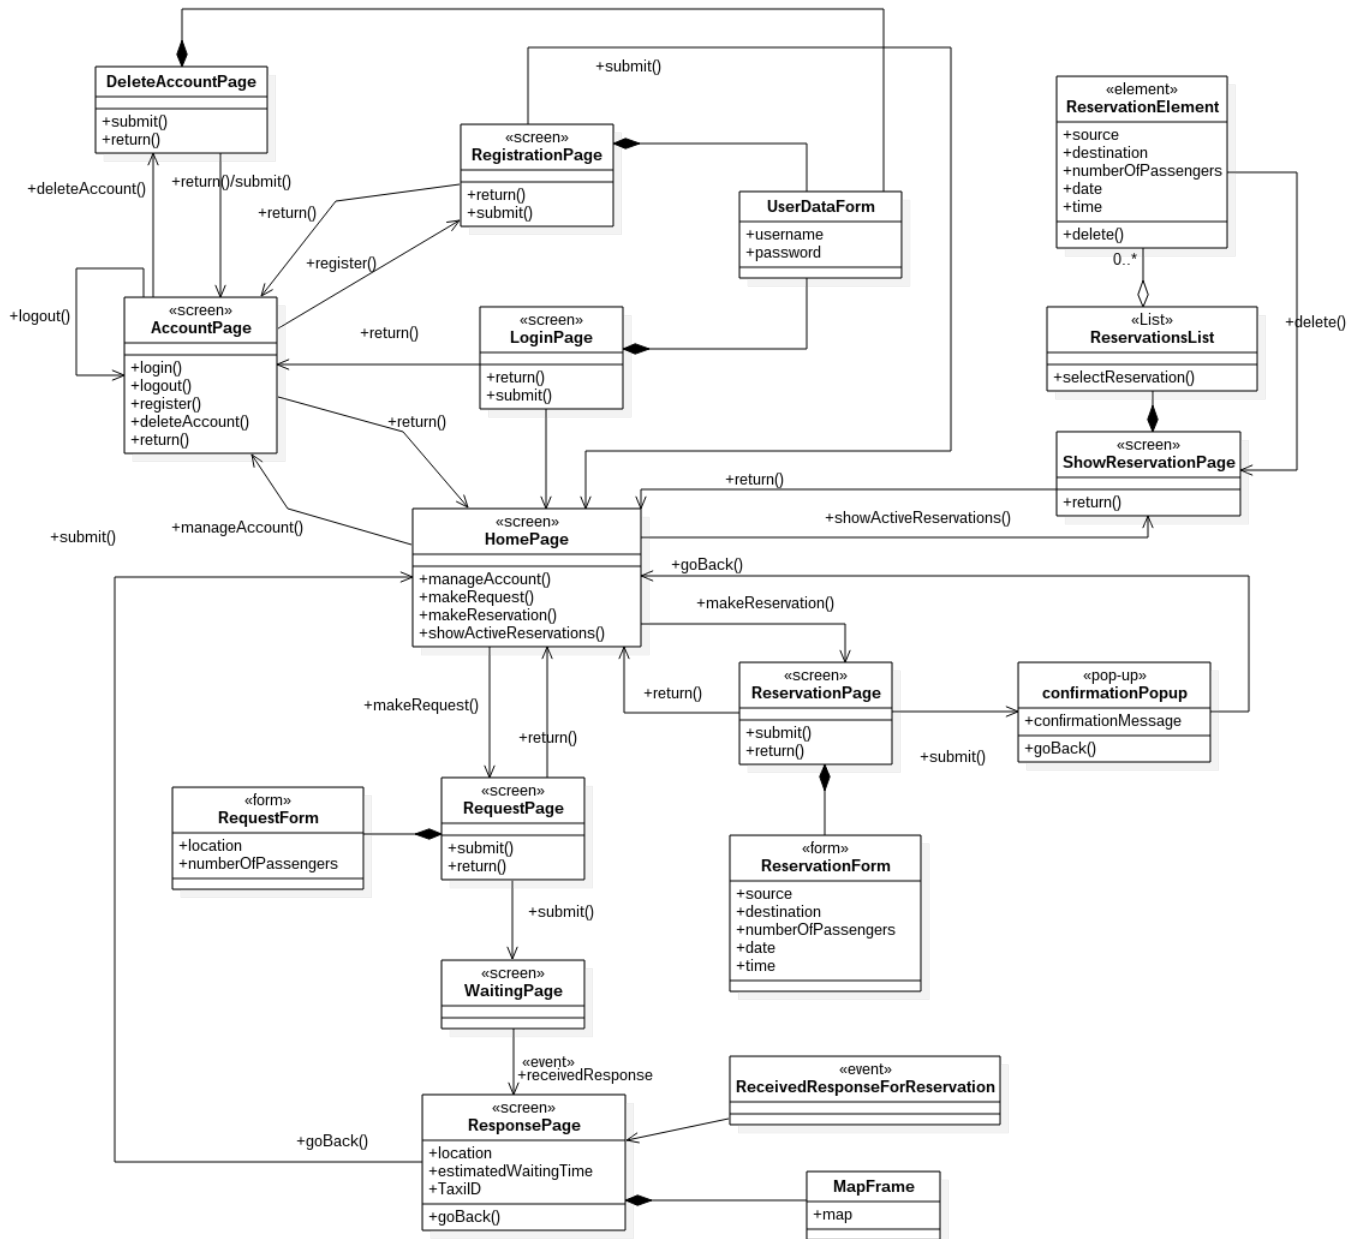 +submit()
DeleteAccountPage
+submit()
+return()
«element»
ReservationElement
+source
+destination
+numberOfPassengers
+date
+time
+delete()
0..*
«screen»
RegistrationPage
+return()
+submit()
+deleteAccount()
+return()/submit()
+return()
UserDataForm
+username
+password
+register()
+logout()
«screen»
AccountPage
+login()
+logout()
+register()
+deleteAccount()
+return()
+return()
«screen»
LoginPage
+return()
+submit()
«List»
ReservationsList
+selectReservation()
+delete()
+return()
«screen»
ShowReservationPage
+return()
+return()
+showActiveReservations()
+manageAccount()
+submit()
«screen»
HomePage
+manageAccount()
+makeRequest()
+makeReservation()
+showActiveReservations()
+goBack()
+makeReservation()
+return()
«screen»
ReservationPage
+submit()
+return()
«pop-up»
confirmationPopup
+confirmationMessage
+goBack()
+submit()
+makeRequest()
+return()
«form»
RequestForm
+location
+numberOfPassengers
«screen»
RequestPage
+submit()
+return()
«form»
ReservationForm
+source
+destination
+numberOfPassengers
+date
+time
+submit()
«screen»
WaitingPage
«event»
+receivedResponse
«event»
ReceivedResponseForReservation
«screen»
ResponsePage
+location
+estimatedWaitingTime
+TaxiID
+goBack()
+goBack()
MapFrame
+map